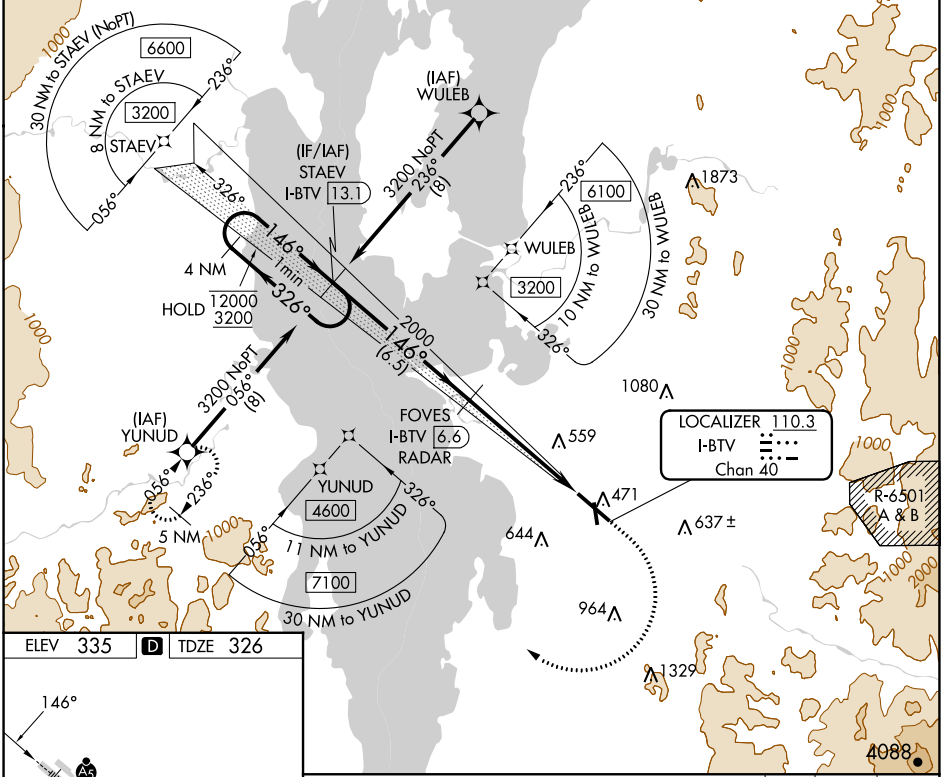 1000
30 NM to STAEV (NoPT)
6600
236°
8 NM to STAEV
3200
STAEV
056°
(IAF)
WULEB
(IF/IAF)
STAEV
I-BTV 13.1
3200 NoPT
236°
(8)
326°
146°
1min
326°
4 NM
HOLD 12000
3200
2000
146°
(6.5)
236°
6100
WULEB
3200
10 NM to WULEB
30 NM to WULEB
326°
1873
1000
1000
1000
1000
3200 NoPT
056°
(8)
(IAF)
YUNUD
056°
236°
5 NM
1000
FOVES
I-BTV 6.6
RADAR
1080
559
LOCALIZER 110.3
I-BTV
Chan 40
1000
R-6501
A & B
471
637 ±
644
964
1329
1000
2000
YUNUD
4600
326°
056°
11 NM to YUNUD
7100
30 NM to YUNUD
4088
ELEV 335 D TDZE 326
146°
A5